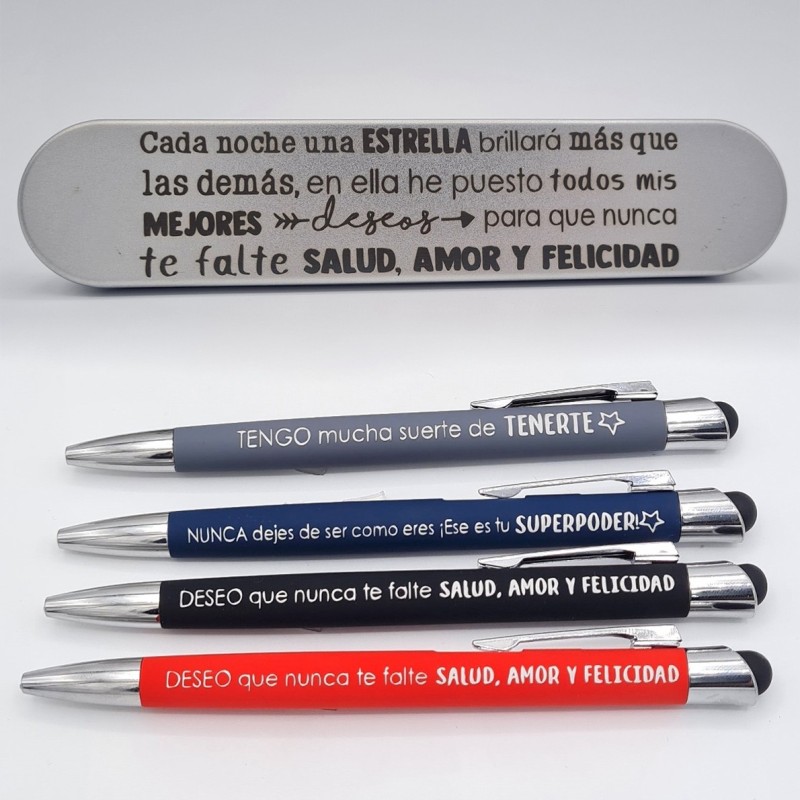 Cada noche una ESTRELLA brillará más que
las demás, en ella he puesto todos mis
MEJORES deseos para que nunca
te falte SALUD, AMOR Y FELICIDAD
TENGO mucha suerte de TENERTE
NUNCA dejes de ser como eres ¡Ese es tu SUPERPODER!
DESEO que nunca te falte SALUD, AMOR Y FELICIDAD
DESEO que nunca te falte SALUD, AMOR Y FELICIDAD